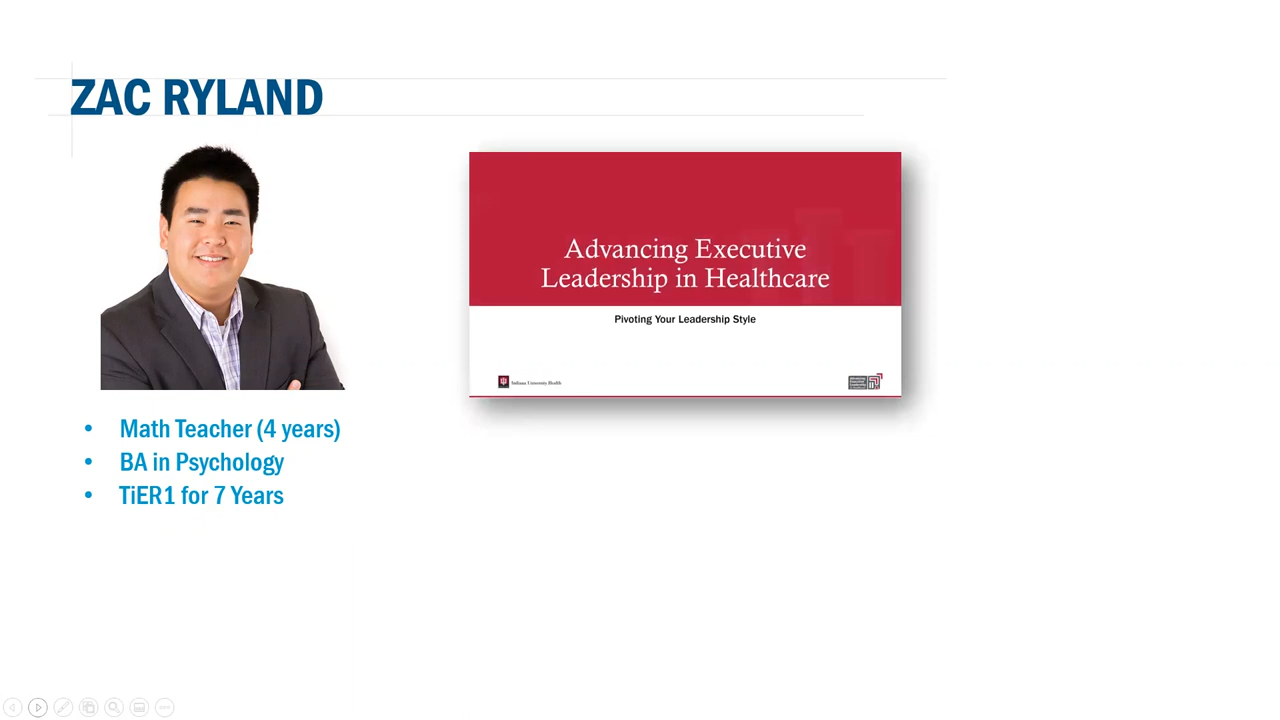 ZAC RYLAND
Advancing Executive
Leadership in Healthcare
Pivoting Your Leadership Style
Indiana University Health
Math Teacher (4 years)
BA in Psychology
TiER1 for 7 Years